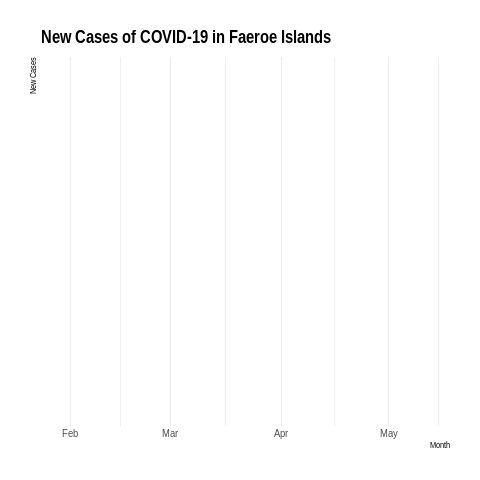 New Cases of COVID-19 in Faeroe Islands
New Cases
Feb Mar Apr May
Month